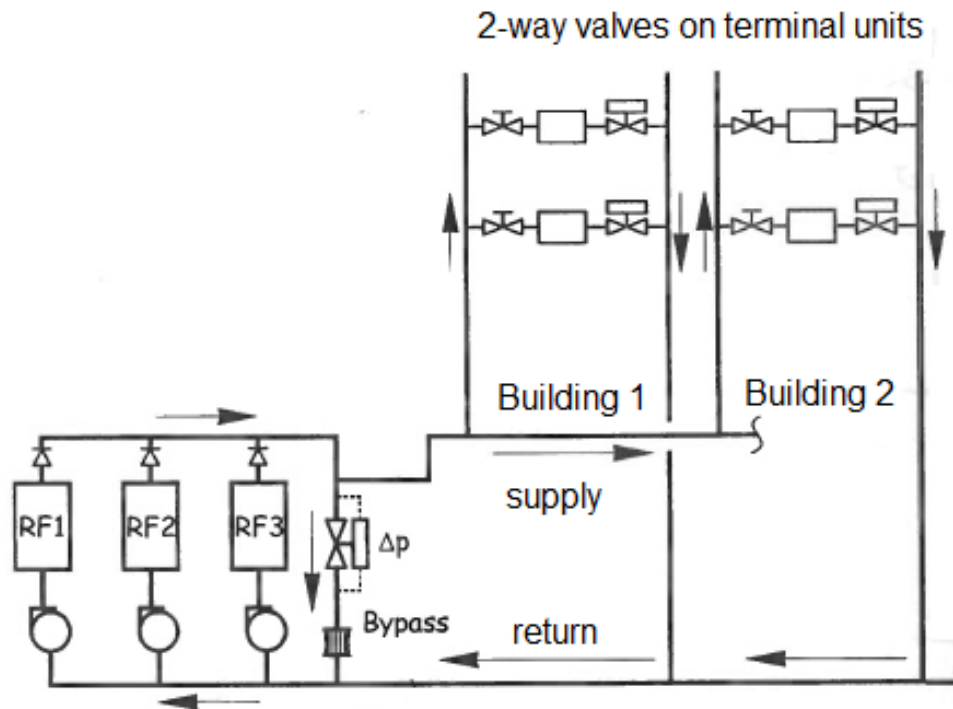 2-way valves on terminal units
Building 1
Building 2
supply
RF1
RF2
RF3
Δp
Bypass
return